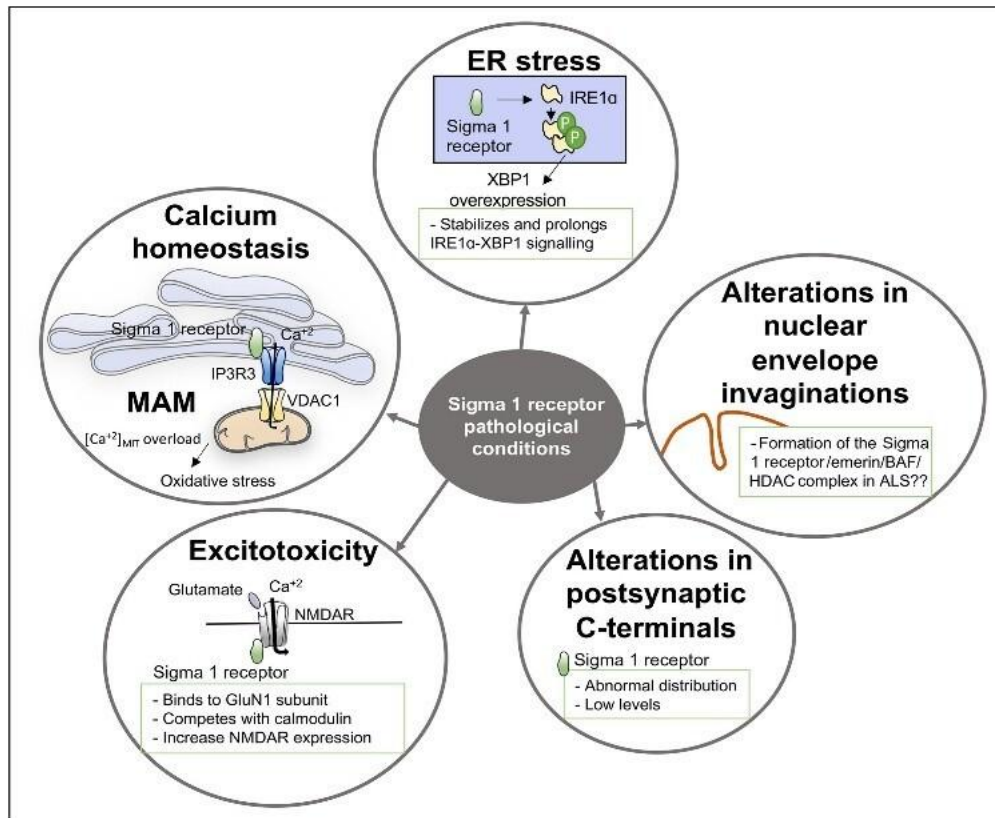 ER stress
IRE1α
P
P
Sigma 1
receptor
XBP1
overexpression
- Stabilizes and prolongs
IRE1α-XBP1 signalling
Calcium
homeostasis
Sigma 1 receptor
Ca+2
IP3R3
VDAC1
MAM
[Ca+2]MIT overload
Oxidative stress
Sigma 1 receptor
pathological
conditions
Alterations in
nuclear
envelope
invaginations
- Formation of the Sigma
1 receptor/emerin/BAF/
HDAC complex in ALS??
Excitotoxicity
Glutamate
Ca+2
NMDAR
Sigma 1 receptor
- Binds to GluN1 subunit
- Competes with calmodulin
- Increase NMDAR expression
Alterations in
postsynaptic
C-terminals
Sigma 1 receptor
- Abnormal distribution
- Low levels